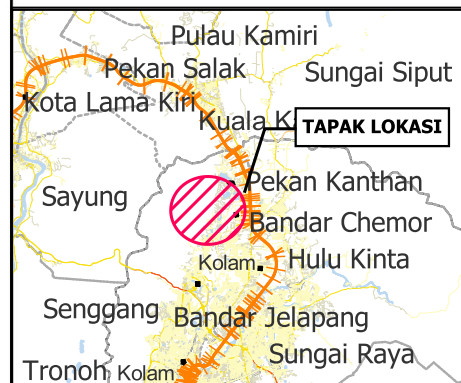 Pulau Kamiri
Pekan Salak
Sungai Siput
Kota Lama Kiri
Kuala K
TAPAK LOKASI
Pekan Kanthan
Sayung
Bandar Chemor
Kolam
Hulu Kinta
Senggang
Bandar Jelapang
Sungai Raya
Tronoh
Kolam